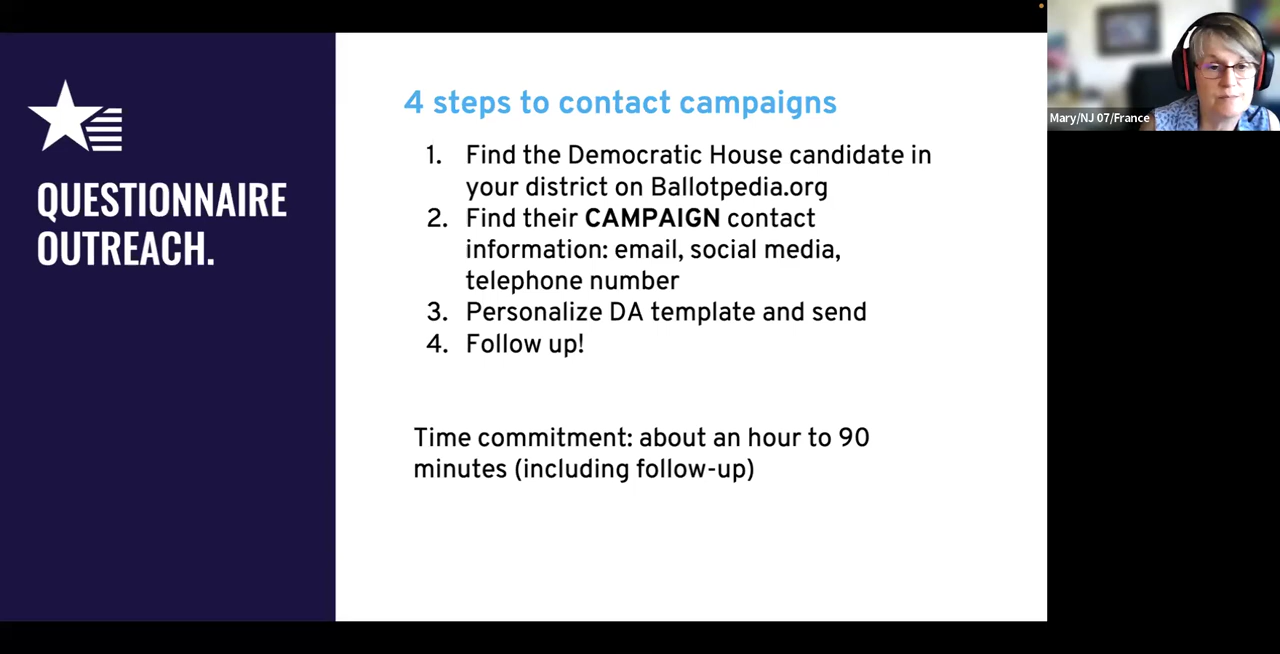 QUESTIONNAIRE
OUTREACH.
4 steps to contact campaigns
1. Find the Democratic House candidate in
your district on Ballotpedia.org
2. Find their CAMPAIGN contact
information: email, social media,
telephone number
3. Personalize DA template and send
4. Follow up!
Time commitment: about an hour to 90
minutes (including follow-up)
Mary/NJ 07/France